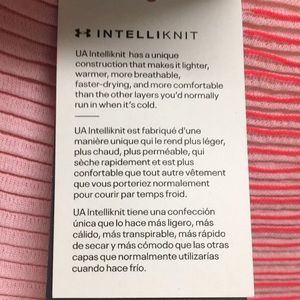 INTELLIKNIT
UA Intelliknit has a unique
construction that makes it lighter,
warmer, more breathable,
faster-drying, and more comfortable
than the other layers you'd normally
run in when it's cold.
UA Intelliknit est fabriqué d'une
manière unique qui le rend plus léger,
plus chaud, plus perméable, qui
sèche rapidement et est plus
confortable que tout autre vêtement
que vous porteriez normalement
pour courir par temps froid.
UA Intelliknit tiene una confección
única que lo hace más ligero, más
cálido, más transpirable, más rápido
de secar y más cómodo que las otras
capas que normalmente utilizarías
cuando hace frío.